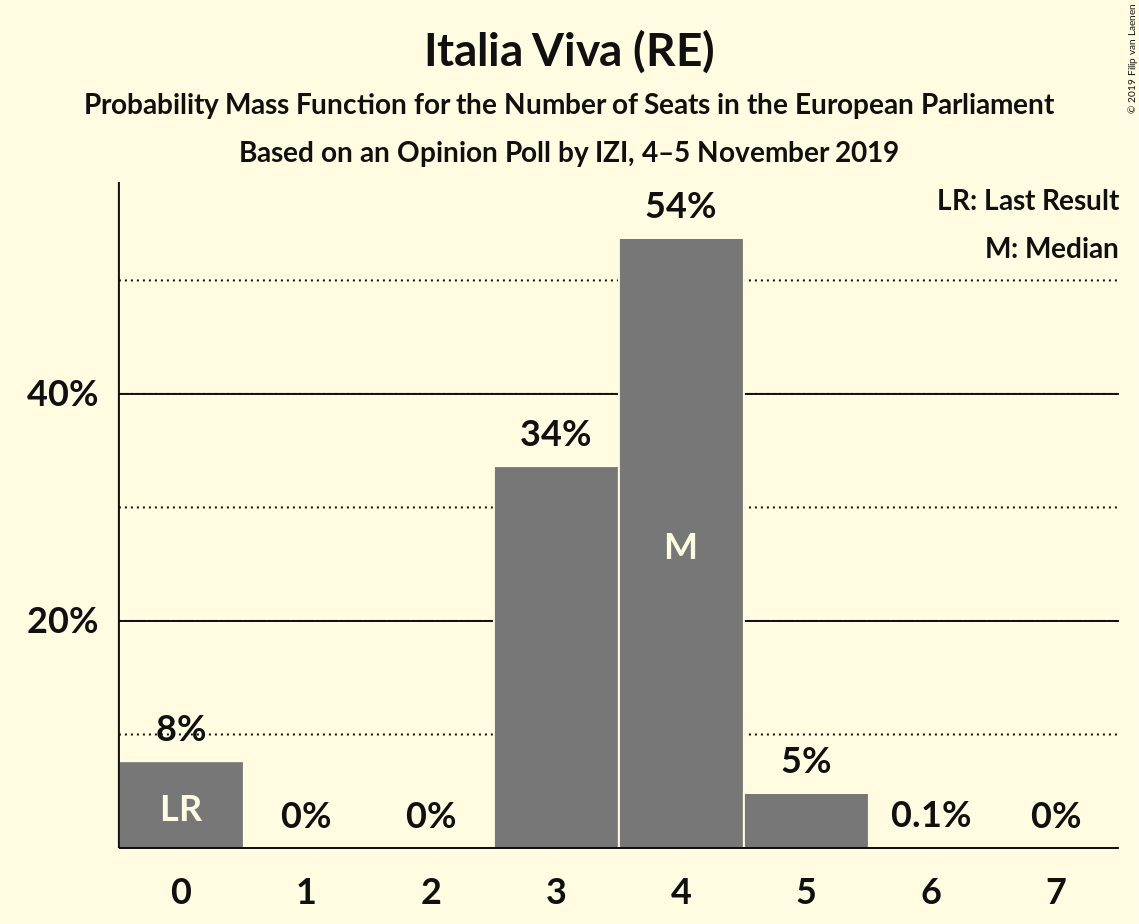 Italia Viva (RE)
Probability Mass Function for the Number of Seats in the European Parliament
Based on an Opinion Poll by IZI, 4–5 November 2019
© 2019 Filip van Laenen
LR: Last Result
M: Median
54%
40%
34%
M
20%
8%
5%
LR
0%
0%
0.1%
0%
0 1 2 3 4 5 6 7